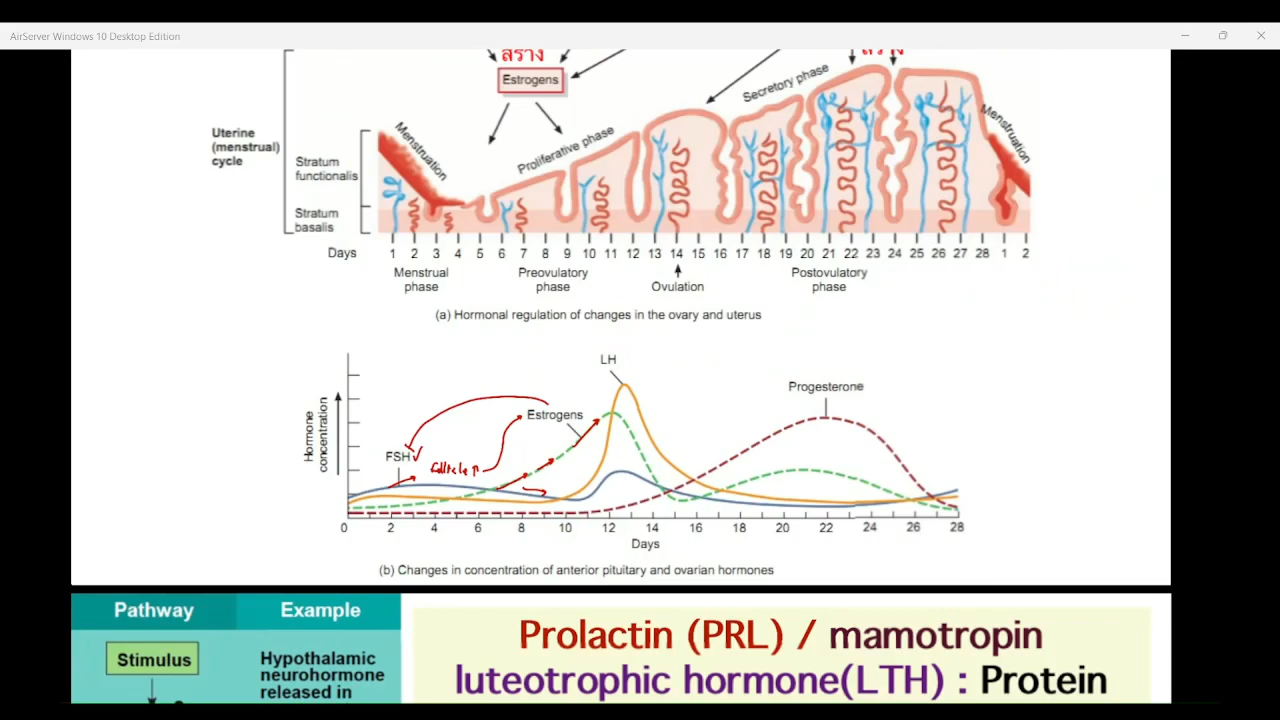 AirServer Windows 10 Desktop Edition
สร้าง
สร้าง
Estrogens
Secretory phase
Uterine
(menstrual)
cycle
Menstruation
Proliferative phase
Menstruation
Stratum
functionalis
Stratum
basalis
Days 1 2 3 4 5 6 7 8 9 10 11 12 13 14 15 16 17 18 19 20 21 22 23 24 25 26 27 28 1 2
Menstrual
phase
Preovulatory
phase
Ovulation
Postovulatory
phase
(a) Hormonal regulation of changes in the ovary and uterus
LH
Progesterone
Estrogens
Hormone
concentration
FSH
0 2 4 6 8 10 12 14 16 18 20 22 24 26 28
Days
(b) Changes in concentration of anterior pituitary and ovarian hormones
Pathway Example
Stimulus
Hypothalamic
neurohormone
released in
Prolactin (PRL) / mamotropin
luteotrophic hormone(LTH) : Protein